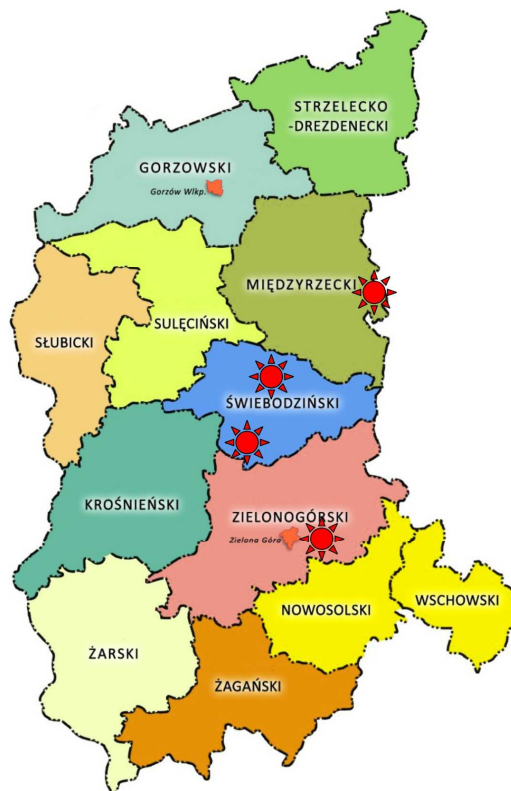 STRZELECKO
-DREZDENECKI
GORZOWSKI
Gorzów Wlkp.
MIĘDZYRZECKI
SULĘCIŃSKI
SŁUBICKI
ŚWIEBODZIŃSKI
KROŚNIEŃSKI
ZIELONOGÓRSKI
Zielona Góra
WSCHOWSKI
NOWOSOLSKI
ŻARSKI
ŻAGAŃSKI